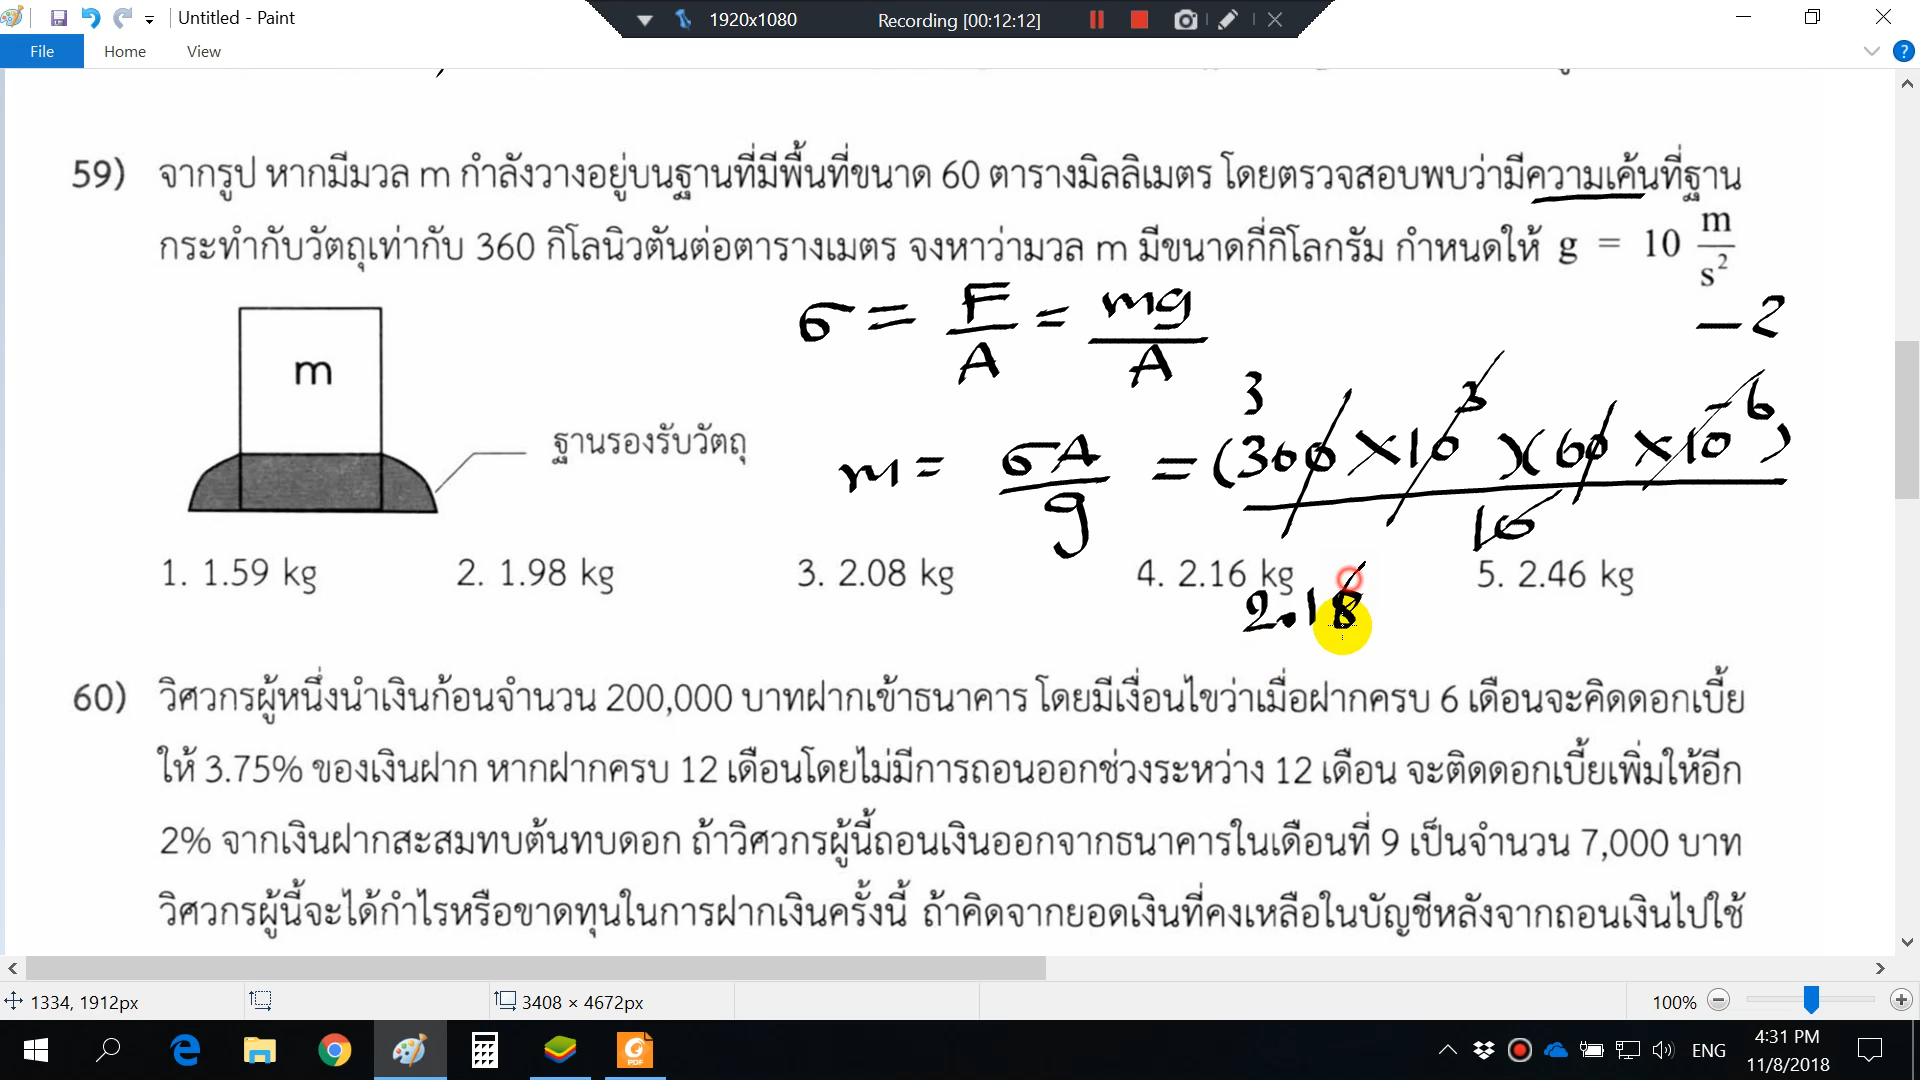 Untitled - Paint
1920x1080 Recording [00:12:12]
File Home View
59) จากรูป หากมีมวล m กำลังวางอยู่บนฐานที่มีพื้นที่ขนาด 60 ตารางมิลลิเมตร โดยตรวจสอบพบว่ามีความเค้นที่ฐาน
กระทำกับวัตถุเท่ากับ 360 กิโลนิวตันต่อตารางเมตร จงหาว่ามวล m มีขนาดกี่กิโลกรัม กำหนดให้ g = 10 m/s²
σ = F/A = mg/A
-2
m
ฐานรองรับวัตถุ
3
m = σA/g = (360 × 10³)(60 × 10⁻⁶)/10
1. 1.59 kg 2. 1.98 kg 3. 2.08 kg 4. 2.16 kg 5. 2.46 kg
2.18
60) วิศวกรผู้หนึ่งนำเงินก้อนจำนวน 200,000 บาทฝากเข้าธนาคาร โดยมีเงื่อนไขว่าเมื่อฝากครบ 6 เดือนจะคิดดอกเบี้ย
ให้ 3.75% ของเงินฝาก หากฝากครบ 12 เดือนโดยไม่มีการถอนออกช่วงระหว่าง 12 เดือน จะติดดอกเบี้ยเพิ่มให้อีก
2% จากเงินฝากสะสมทบต้นทบดอก ถ้าวิศวกรผู้นี้ถอนเงินออกจากธนาคารในเดือนที่ 9 เป็นจำนวน 7,000 บาท
วิศวกรผู้นี้จะได้กำไรหรือขาดทุนในการฝากเงินครั้งนี้ ถ้าคิดจากยอดเงินที่คงเหลือในบัญชีหลังจากถอนเงินไปใช้
1334, 1912px 3408 × 4672px 100%
PDF
ENG
4:31 PM
11/8/2018